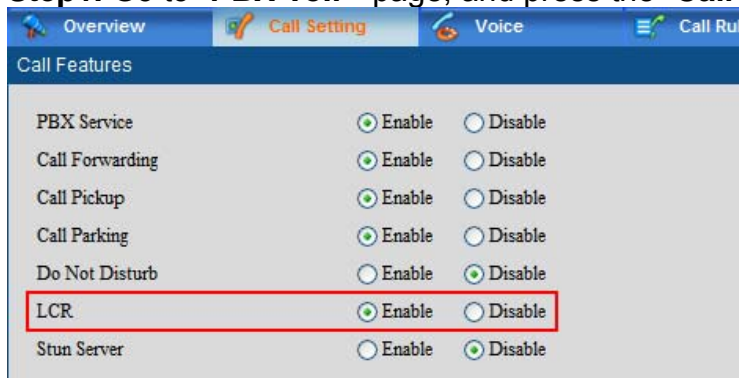 Overview Call Setting Voice Call Rul
Call Features
PBX Service Enable Disable
Call Forwarding Enable Disable
Call Pickup Enable Disable
Call Parking Enable Disable
Do Not Disturb Enable Disable
LCR Enable Disable
Stun Server Enable Disable